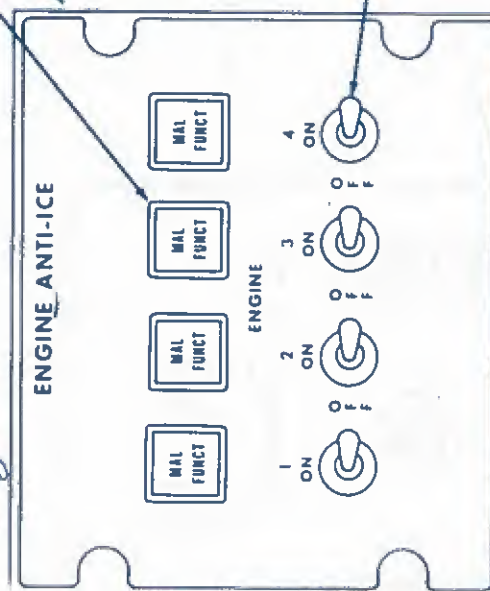 ENGINE ANTI-ICE
MAL
FUNCT
MAL
FUNCT
MAL
FUNCT
MAL
FUNCT
ENGINE
1 2 3 4
ON ON ON ON
OFF OFF OFF